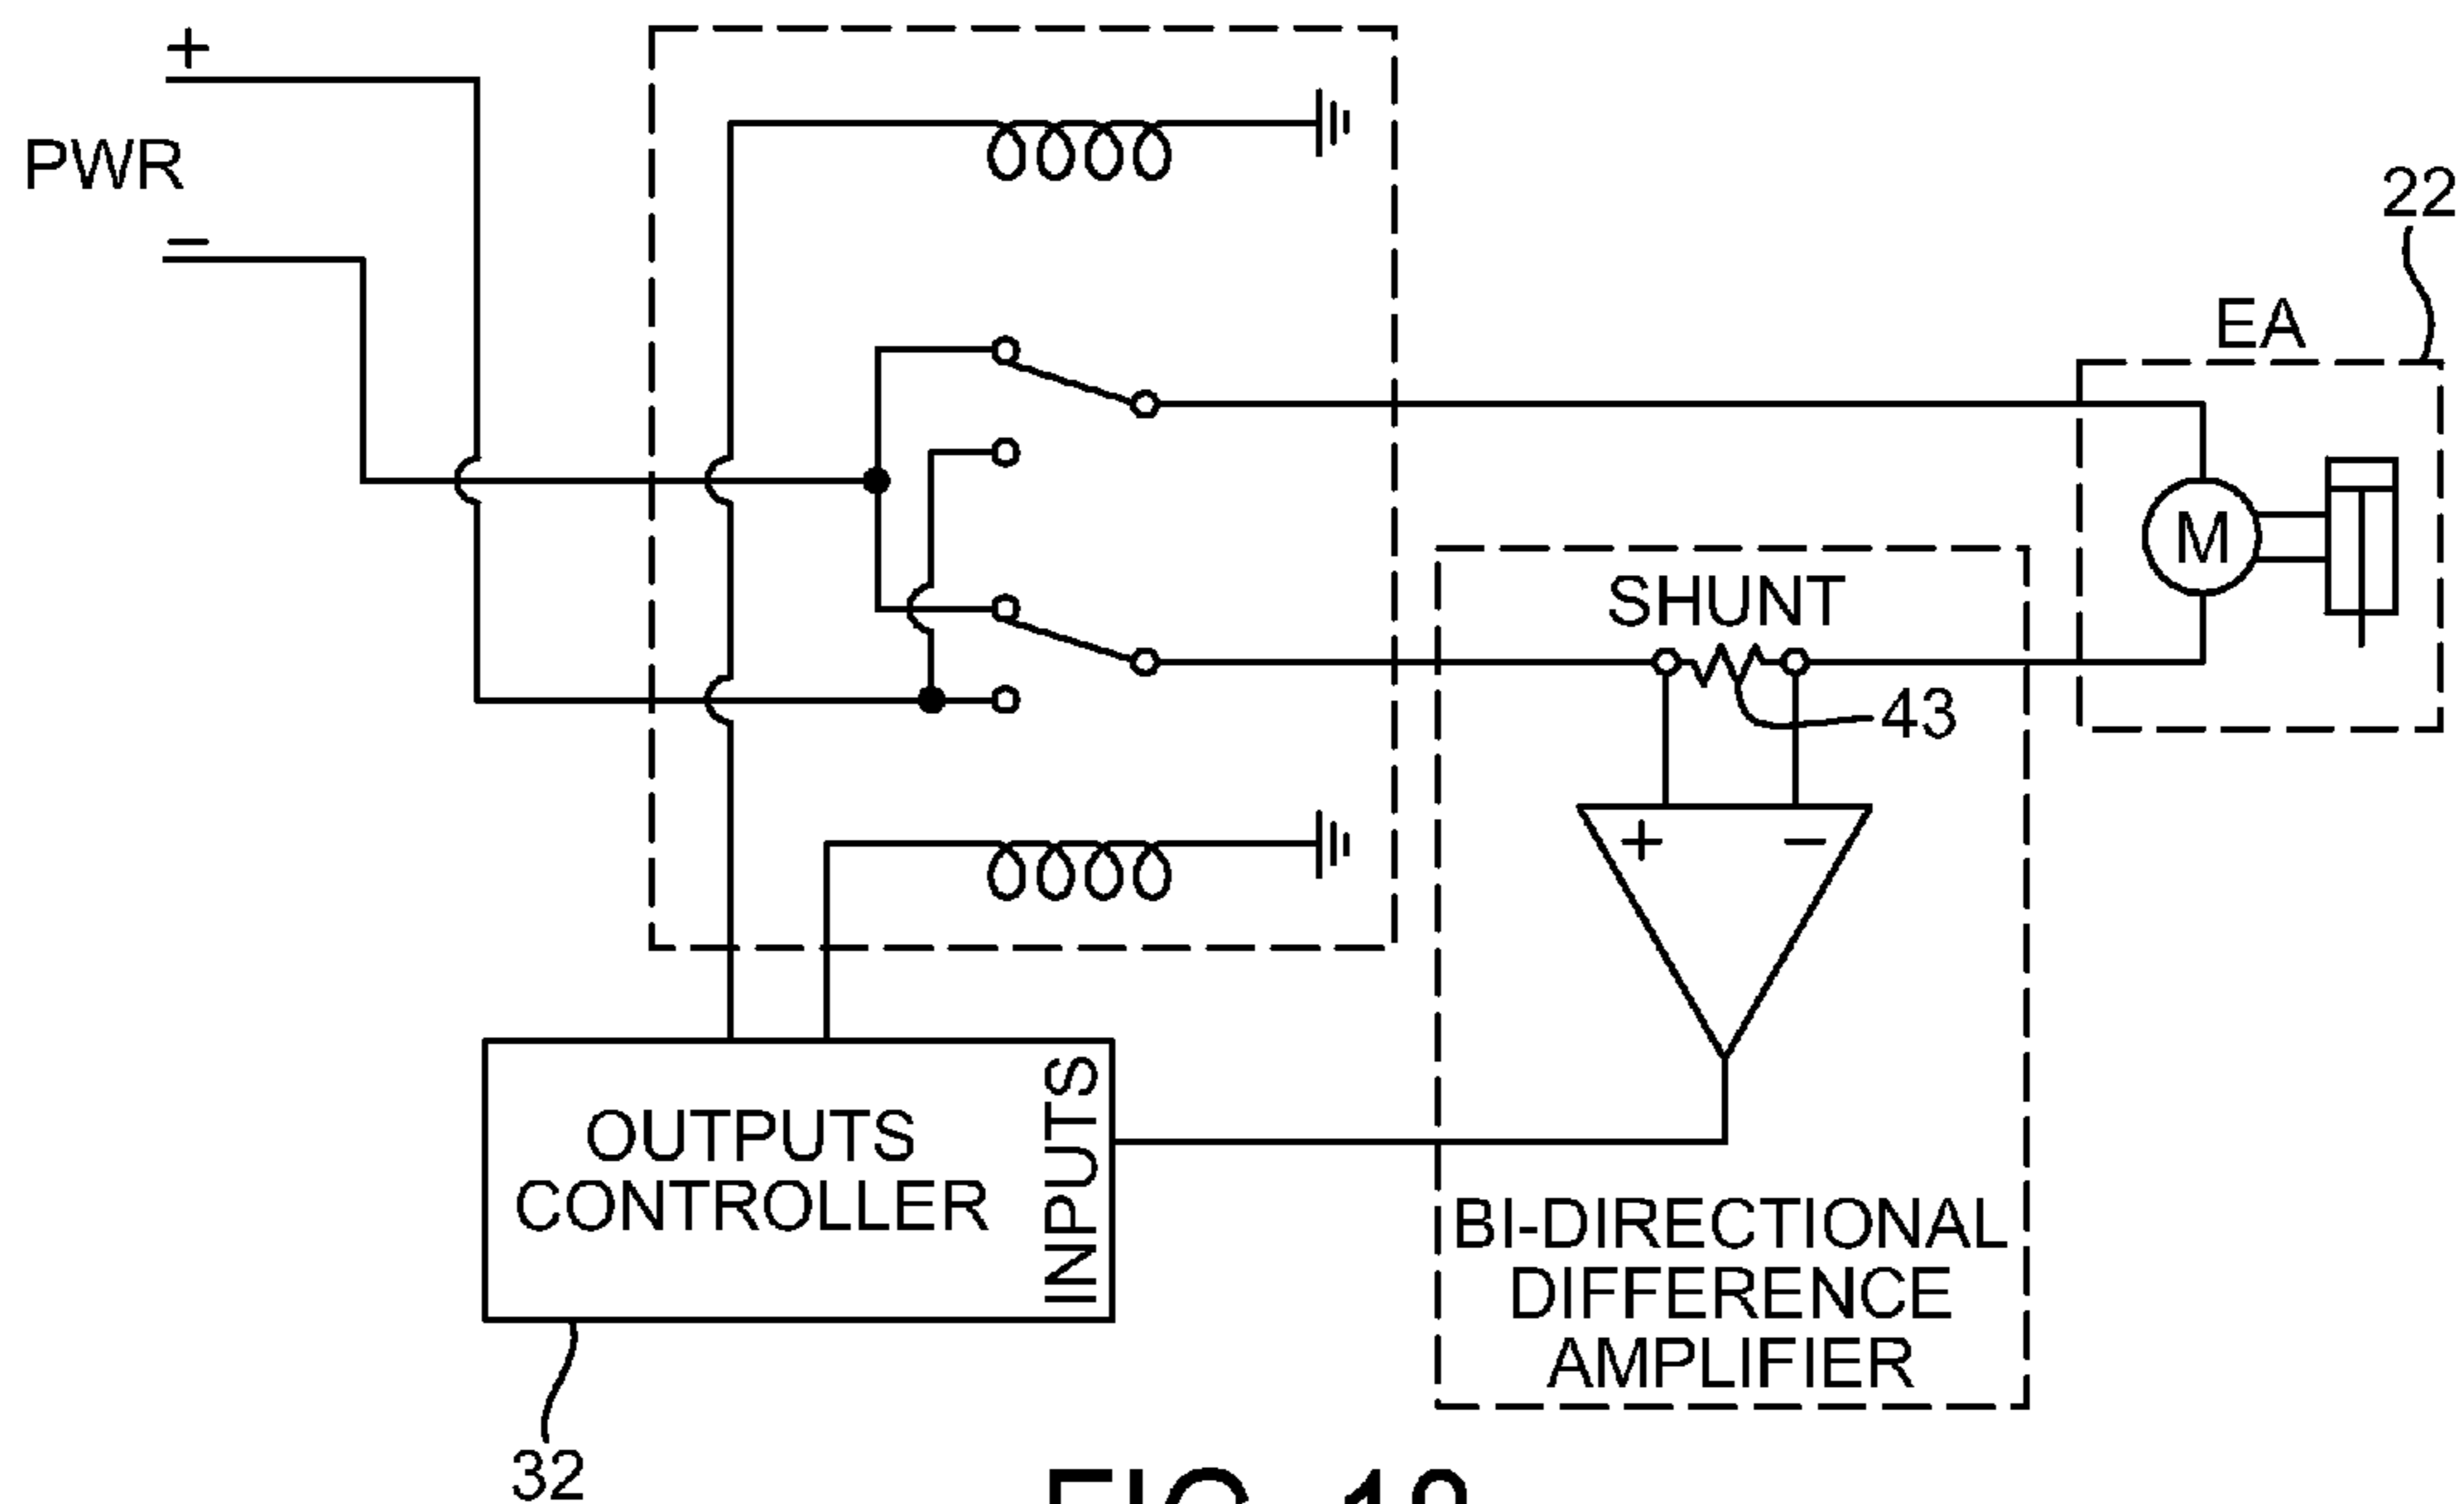 +
PWR
−
22
EA
M
SHUNT
43
+ −
OUTPUTS
CONTROLLER
INPUTS
BI-DIRECTIONAL
DIFFERENCE
AMPLIFIER
32